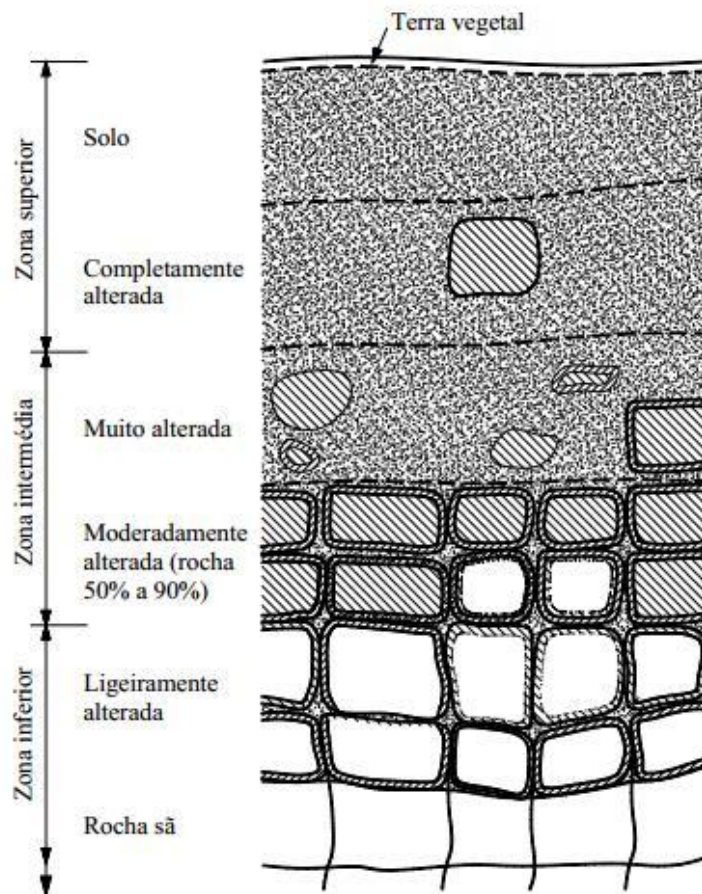 Terra vegetal
Zona superior
Solo
Completamente
alterada
Zona intermédia
Muito alterada
Moderadamente
alterada (rocha
50% a 90%)
Zona inferior
Ligeiramente
alterada
Rocha sã